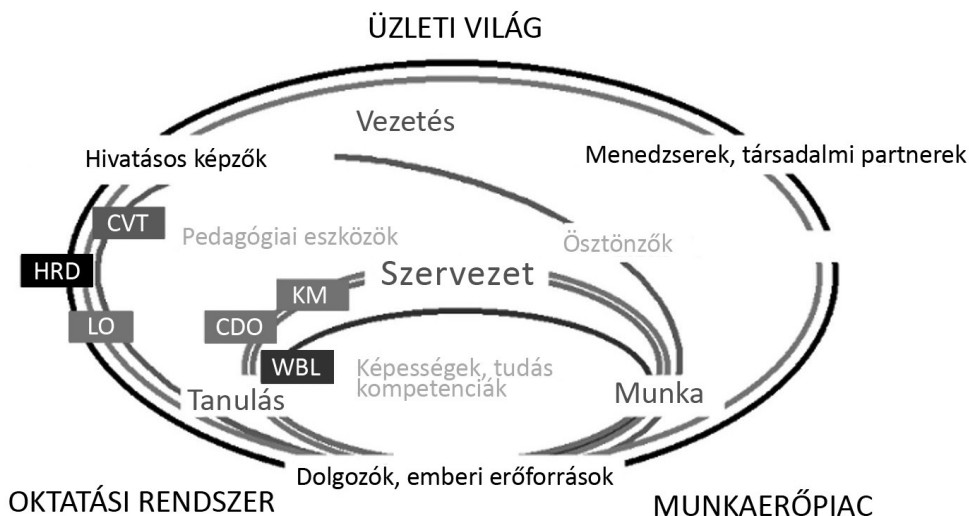 ÜZLETI VILÁG
Vezetés
Hivatásos képzők
Menedzserek, társadalmi partnerek
CVT
Pedagógiai eszközök
Ösztönzők
HRD
Szervezet
KM
LO
CDO
WBL
Képességek, tudás
kompetenciák
Tanulás
Munka
Dolgozók, emberi erőforrások
OKTATÁSI RENDSZER
MUNKAERŐPIAC